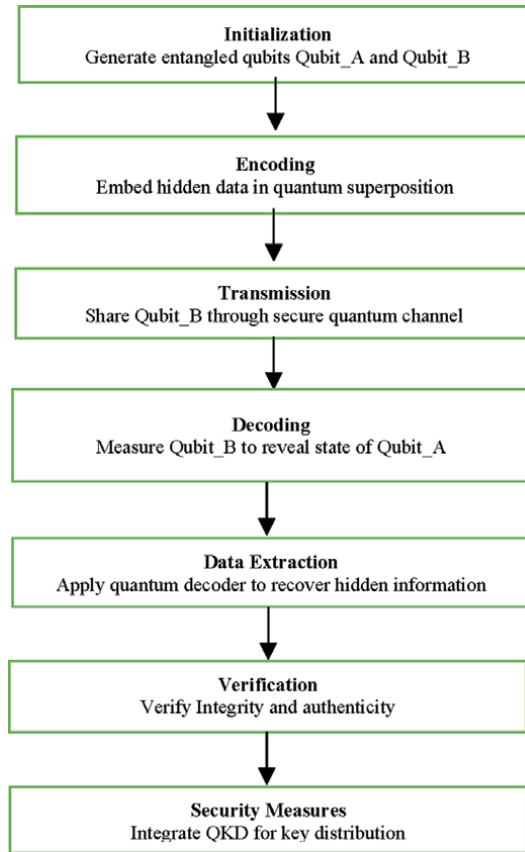 Initialization
Generate entangled qubits Qubit_A and Qubit_B
Encoding
Embed hidden data in quantum superposition
Transmission
Share Qubit_B through secure quantum channel
Decoding
Measure Qubit_B to reveal state of Qubit_A
Data Extraction
Apply quantum decoder to recover hidden information
Verification
Verify Integrity and authenticity
Security Measures
Integrate QKD for key distribution